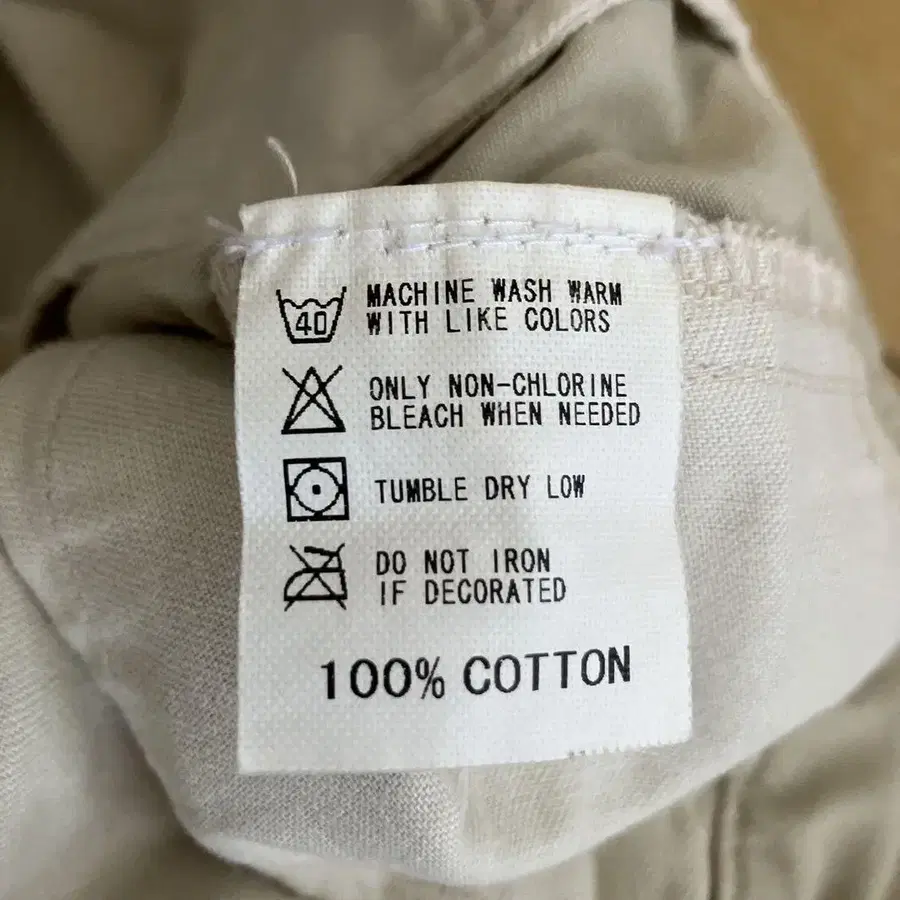 40 MACHINE WASH WARM
WITH LIKE COLORS
ONLY NON-CHLORINE
BLEACH WHEN NEEDED
TUMBLE DRY LOW
DO NOT IRON
IF DECORATED
100% COTTON